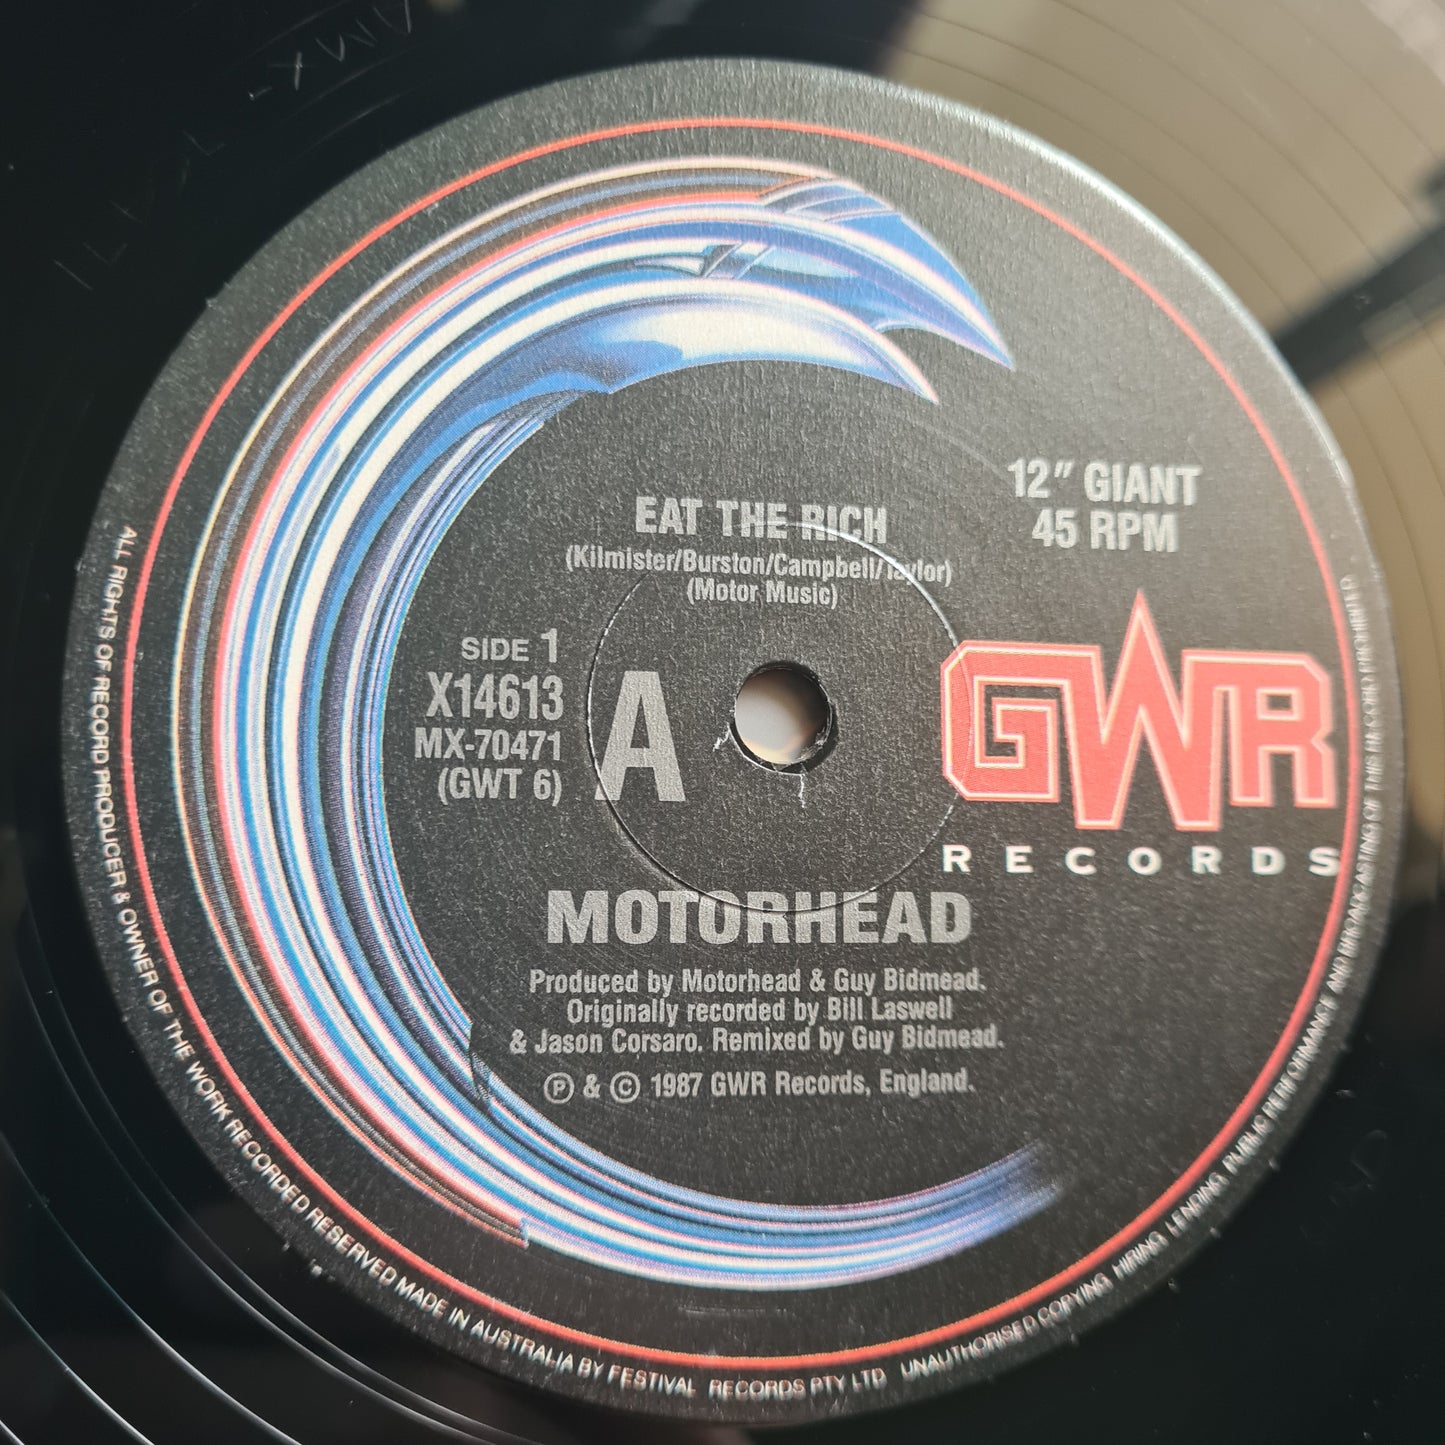 12" GIANT
45 RPM
EAT THE RICH
(Kilmister/Burston/Campbell/Taylor)
(Motor Music)
SIDE 1
X14613
MX-70471
(GWT 6)
A
GWR
RECORDS
MOTORHEAD
Produced by Motorhead & Guy Bidmead.
Originally recorded by Bill Laswell
& Jason Corsaro. Remixed by Guy Bidmead.
Ⓟ & © 1987 GWR Records, England.
ALL RIGHTS OF RECORD PRODUCER & OWNER OF THE WORK RECORDED RESERVED MADE IN AUSTRALIA BY FESTIVAL RECORDS PTY LTD UNAUTHORISED COPYING HIRING LENDING PUBLIC PERFORMANCE AND BROADCASTING OF THIS RECORD PROHIBITED